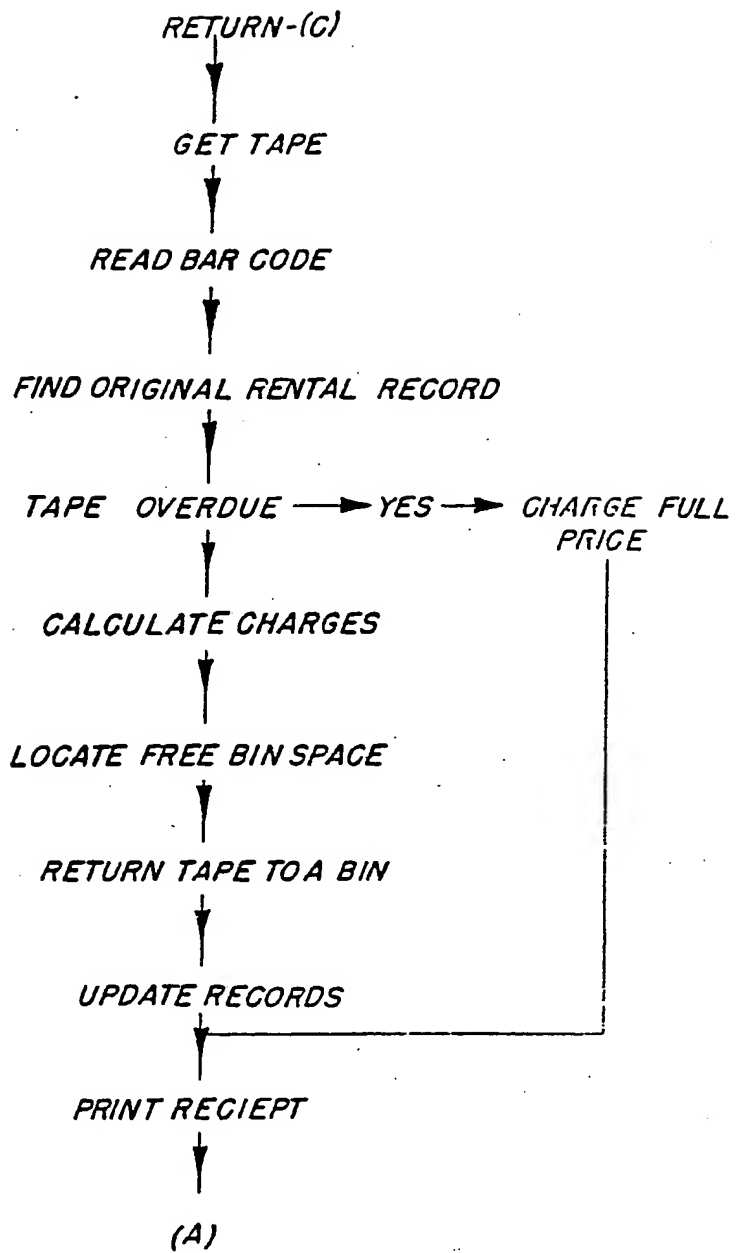 RETURN-(C)
GET TAPE
READ BAR CODE
FIND ORIGINAL RENTAL RECORD
TAPE OVERDUE YES CHARGE FULL
PRICE
CALCULATE CHARGES
LOCATE FREE BIN SPACE
RETURN TAPE TO A BIN
UPDATE RECORDS
PRINT RECIEPT
(A)